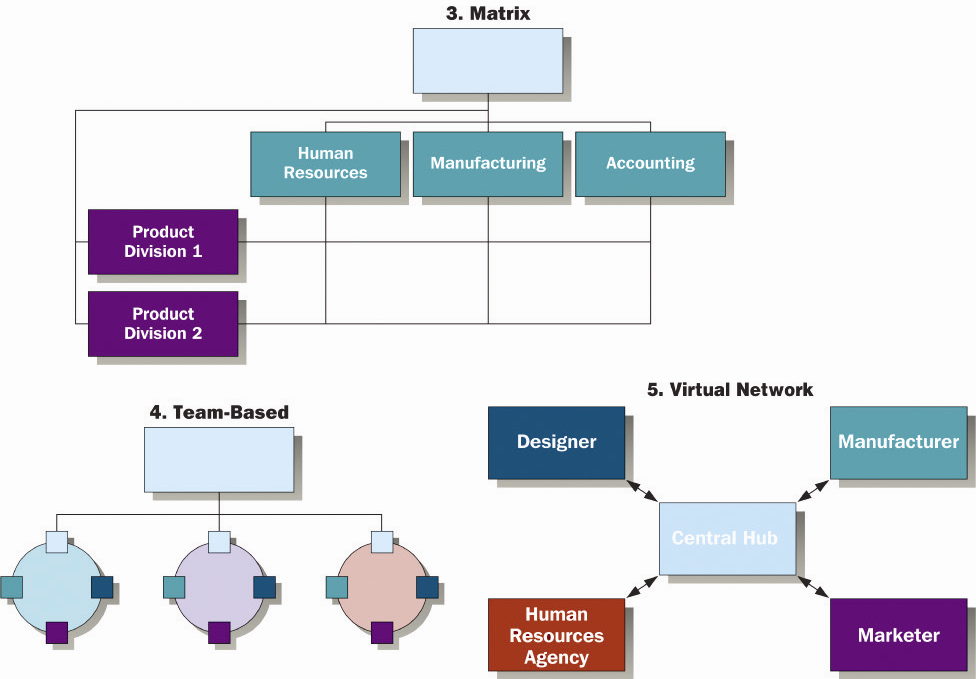 3. Matrix
Human
Resources
Manufacturing
Accounting
Product
Division 1
Product
Division 2
4. Team-Based
5. Virtual Network
Designer
Manufacturer
Central Hub
Human
Resources
Agency
Marketer